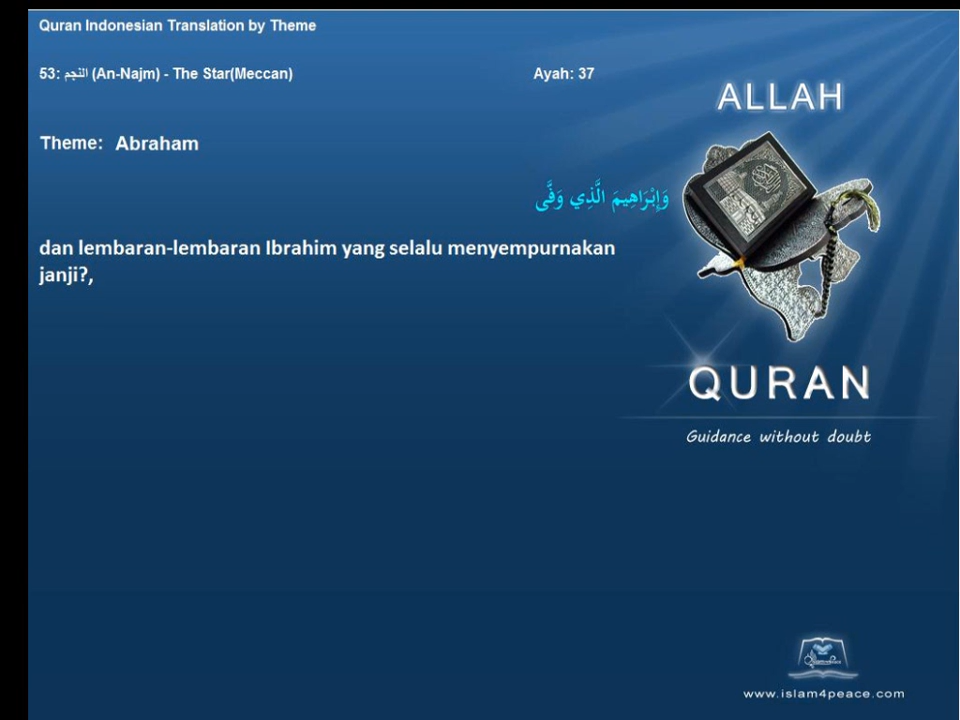 Quran Indonesian Translation by Theme
53: النجم (An-Najm) - The Star(Meccan)
Ayah: 37
ALLAH
Theme: Abraham
وَإِبْرَاهِيمَ الَّذِي وَفَّى
dan lembaran-lembaran Ibrahim yang selalu menyempurnakan
janji?,
QURAN
Guidance without doubt
www.islam4peace.com